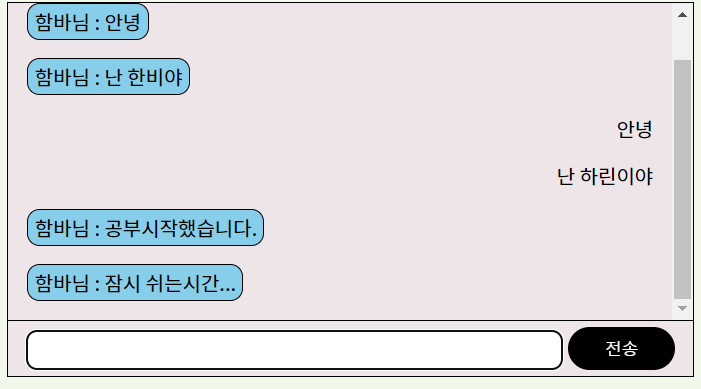 함바님 : 안녕
함바님 : 난 한비야
안녕
난 하린이야
함바님 : 공부시작했습니다.
함바님 : 잠시 쉬는시간...
전송